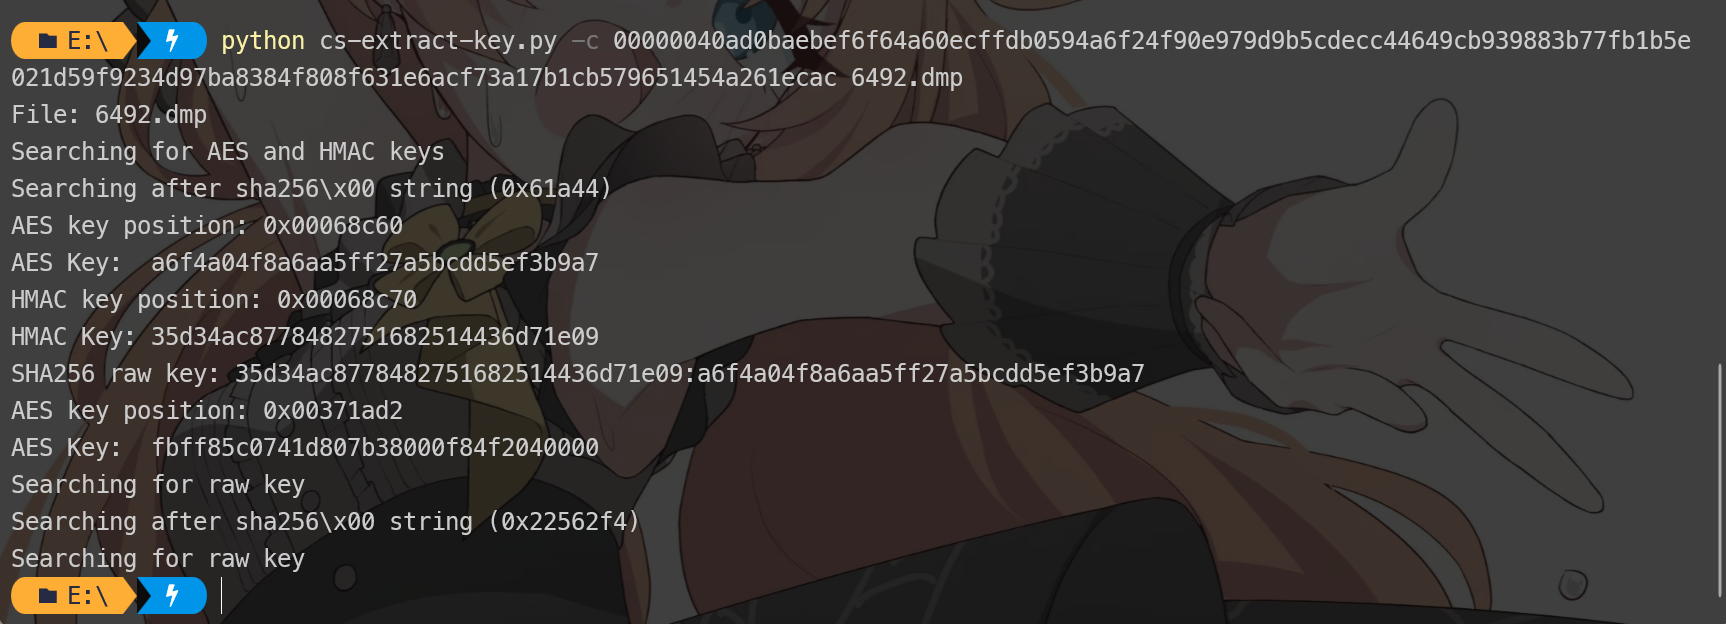 E:\ python cs-extract-key.py -c 00000040ad0baebef6f64a60ecffdb0594a6f24f90e979d9b5cdecc44649cb939883b77fb1b5e
021d59f9234d97ba8384f808f631e6acf73a17b1cb579651454a261ecac 6492.dmp
File: 6492.dmp
Searching for AES and HMAC keys
Searching after sha256\x00 string (0x61a44)
AES key position: 0x00068c60
AES Key:  a6f4a04f8a6aa5ff27a5bcdd5ef3b9a7
HMAC key position: 0x00068c70
HMAC Key: 35d34ac8778482751682514436d71e09
SHA256 raw key: 35d34ac8778482751682514436d71e09:a6f4a04f8a6aa5ff27a5bcdd5ef3b9a7
AES key position: 0x00371ad2
AES Key:  fbff85c0741d807b38000f84f2040000
Searching for raw key
Searching after sha256\x00 string (0x22562f4)
Searching for raw key
E:\